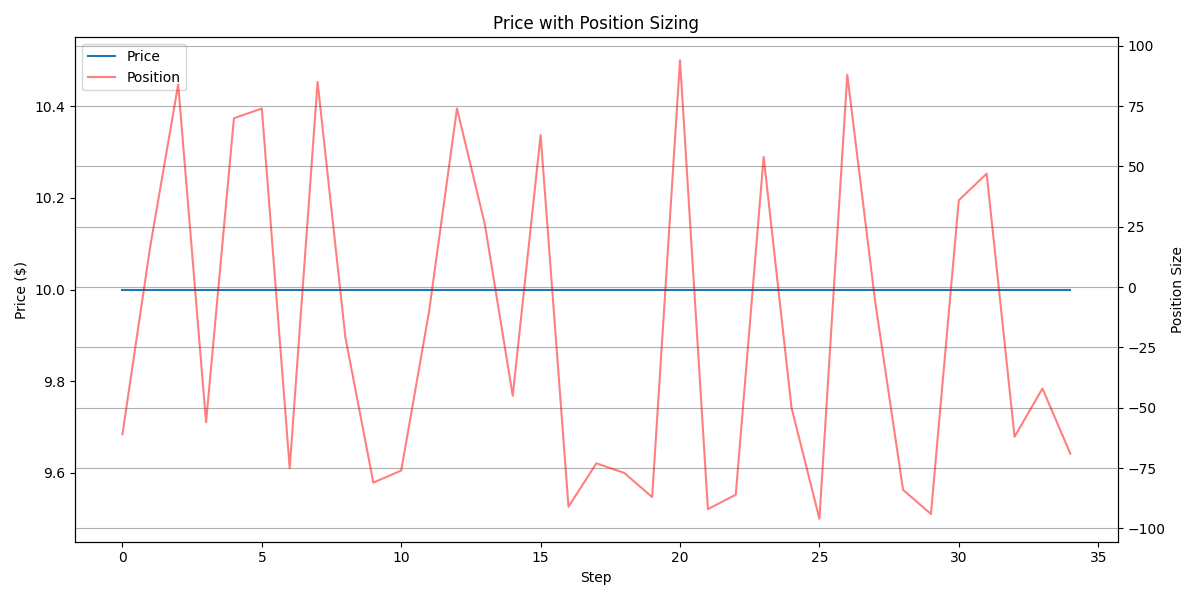 Price with Position Sizing
Price
Position
Price ($)
10.4
10.2
10.0
9.8
9.6
100
75
50
25
0
−25
−50
−75
−100
Position Size
0 5 10 15 20 25 30 35
Step